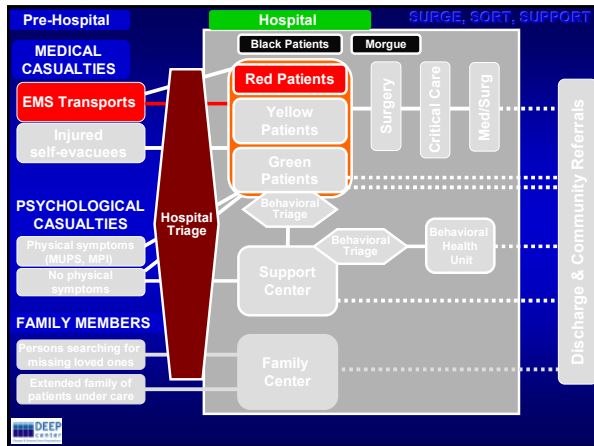 Pre-Hospital
Hospital
SURGE, SORT, SUPPORT
Black Patients
Morgue
MEDICAL
CASUALTIES
EMS Transports
Injured
self-evacuees
Red Patients
Yellow
Patients
Green
Patients
Surgery
Critical Care
Med/Surg
Discharge & Community Referrals
PSYCHOLOGICAL
CASUALTIES
Hospital
Triage
Behavioral
Triage
Physical symptoms
(MUPS, MPI)
No physical
symptoms
Support
Center
Behavioral
Triage
Behavioral
Health
Unit
FAMILY MEMBERS
Persons searching for
missing loved ones
Extended family of
patients under care
Family
Center
DEEP
center